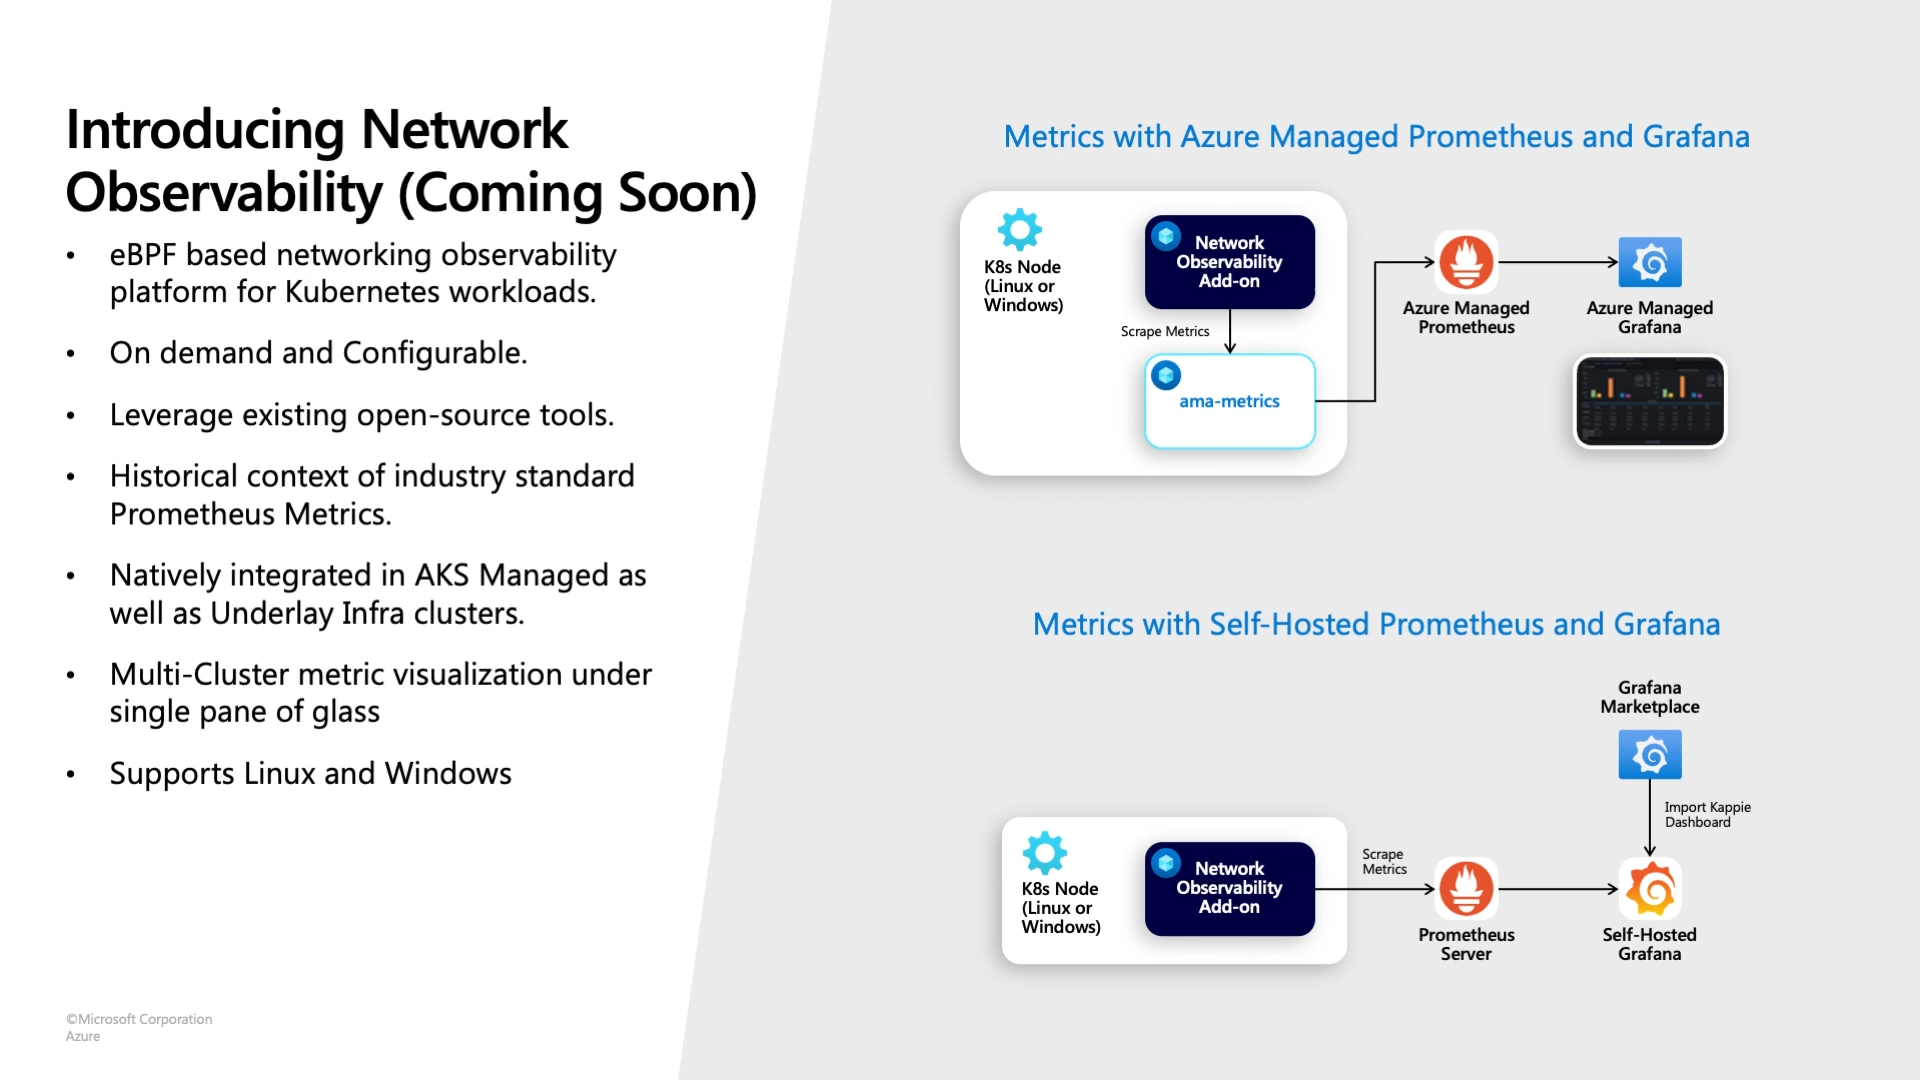 Introducing Network
Observability (Coming Soon)
• eBPF based networking observability
platform for Kubernetes workloads.
• On demand and Configurable.
• Leverage existing open-source tools.
• Historical context of industry standard
Prometheus Metrics.
• Natively integrated in AKS Managed as
well as Underlay Infra clusters.
• Multi-Cluster metric visualization under
single pane of glass
• Supports Linux and Windows
©Microsoft Corporation
Azure
Metrics with Azure Managed Prometheus and Grafana
K8s Node
(Linux or
Windows)
Network
Observability
Add-on
Scrape Metrics
ama-metrics
Azure Managed
Prometheus
Azure Managed
Grafana
Metrics with Self-Hosted Prometheus and Grafana
Grafana
Marketplace
Import Kappie
Dashboard
K8s Node
(Linux or
Windows)
Network
Observability
Add-on
Scrape
Metrics
Prometheus
Server
Self-Hosted
Grafana